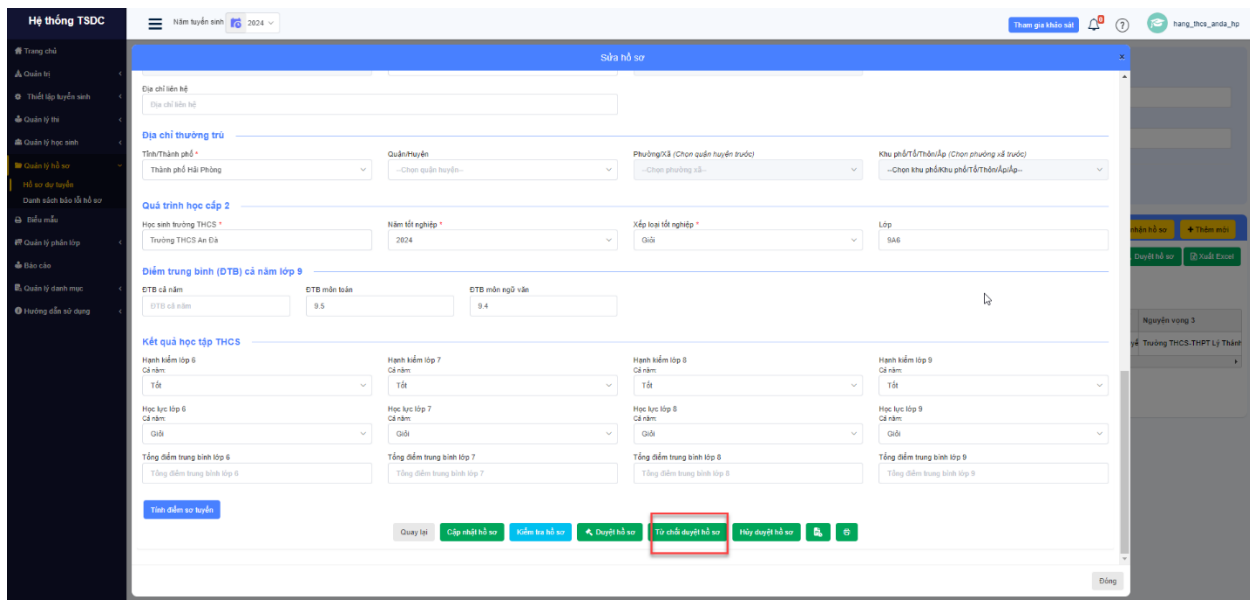 Hệ thống TSDC
Năm tuyển sinh 2024
Tham gia khảo sát
hang_thcs_anda_hp
Trang chủ
Quản trị
Thiết lập tuyển sinh
Quản lý thi
Quản lý học sinh
Quản lý hồ sơ
Hồ sơ dự tuyển
Danh sách báo lỗi hồ sơ
Biểu mẫu
Quản lý phân lớp
Báo cáo
Quản lý danh mục
Hướng dẫn sử dụng
Sửa hồ sơ
Địa chỉ liên hệ
Địa chỉ liên hệ
Địa chỉ thường trú
Tỉnh/Thành phố * Quận/Huyện Phường/Xã (Chọn quận huyện trước) Khu phố/Tổ/Thôn/Ấp (Chọn phường xã trước)
Thành phố Hải Phòng --Chọn quận huyện-- --Chọn phường xã-- --Chọn khu phố/Khu phố/Tổ/Thôn/Ấp/Ấp--
Quá trình học cấp 2
Học sinh trường THCS * Năm tốt nghiệp * Xếp loại tốt nghiệp * Lớp
Trường THCS An Đà 2024 Giỏi 9A6
Điểm trung bình (ĐTB) cả năm lớp 9
ĐTB cả năm ĐTB môn toán ĐTB môn ngữ văn
ĐTB cả năm 9.5 9.4
Kết quả học tập THCS
Hạnh kiểm lớp 6 Hạnh kiểm lớp 7 Hạnh kiểm lớp 8 Hạnh kiểm lớp 9
Cả năm: Cả năm: Cả năm: Cả năm:
Tốt Tốt Tốt Tốt
Học lực lớp 6 Học lực lớp 7 Học lực lớp 8 Học lực lớp 9
Cả năm: Cả năm: Cả năm: Cả năm:
Giỏi Giỏi Giỏi Giỏi
Tổng điểm trung bình lớp 6 Tổng điểm trung bình lớp 7 Tổng điểm trung bình lớp 8 Tổng điểm trung bình lớp 9
Tổng điểm trung bình lớp 6 Tổng điểm trung bình lớp 7 Tổng điểm trung bình lớp 8 Tổng điểm trung bình lớp 9
Tính điểm sơ tuyển
Quay lại Cập nhật hồ sơ Kiểm tra hồ sơ Duyệt hồ sơ Từ chối duyệt hồ sơ Hủy duyệt hồ sơ
Đóng
nhận hồ sơ + Thêm mới
Duyệt hồ sơ Xuất Excel
Nguyện vọng 3
Trường THCS-THPT Lý Thánh